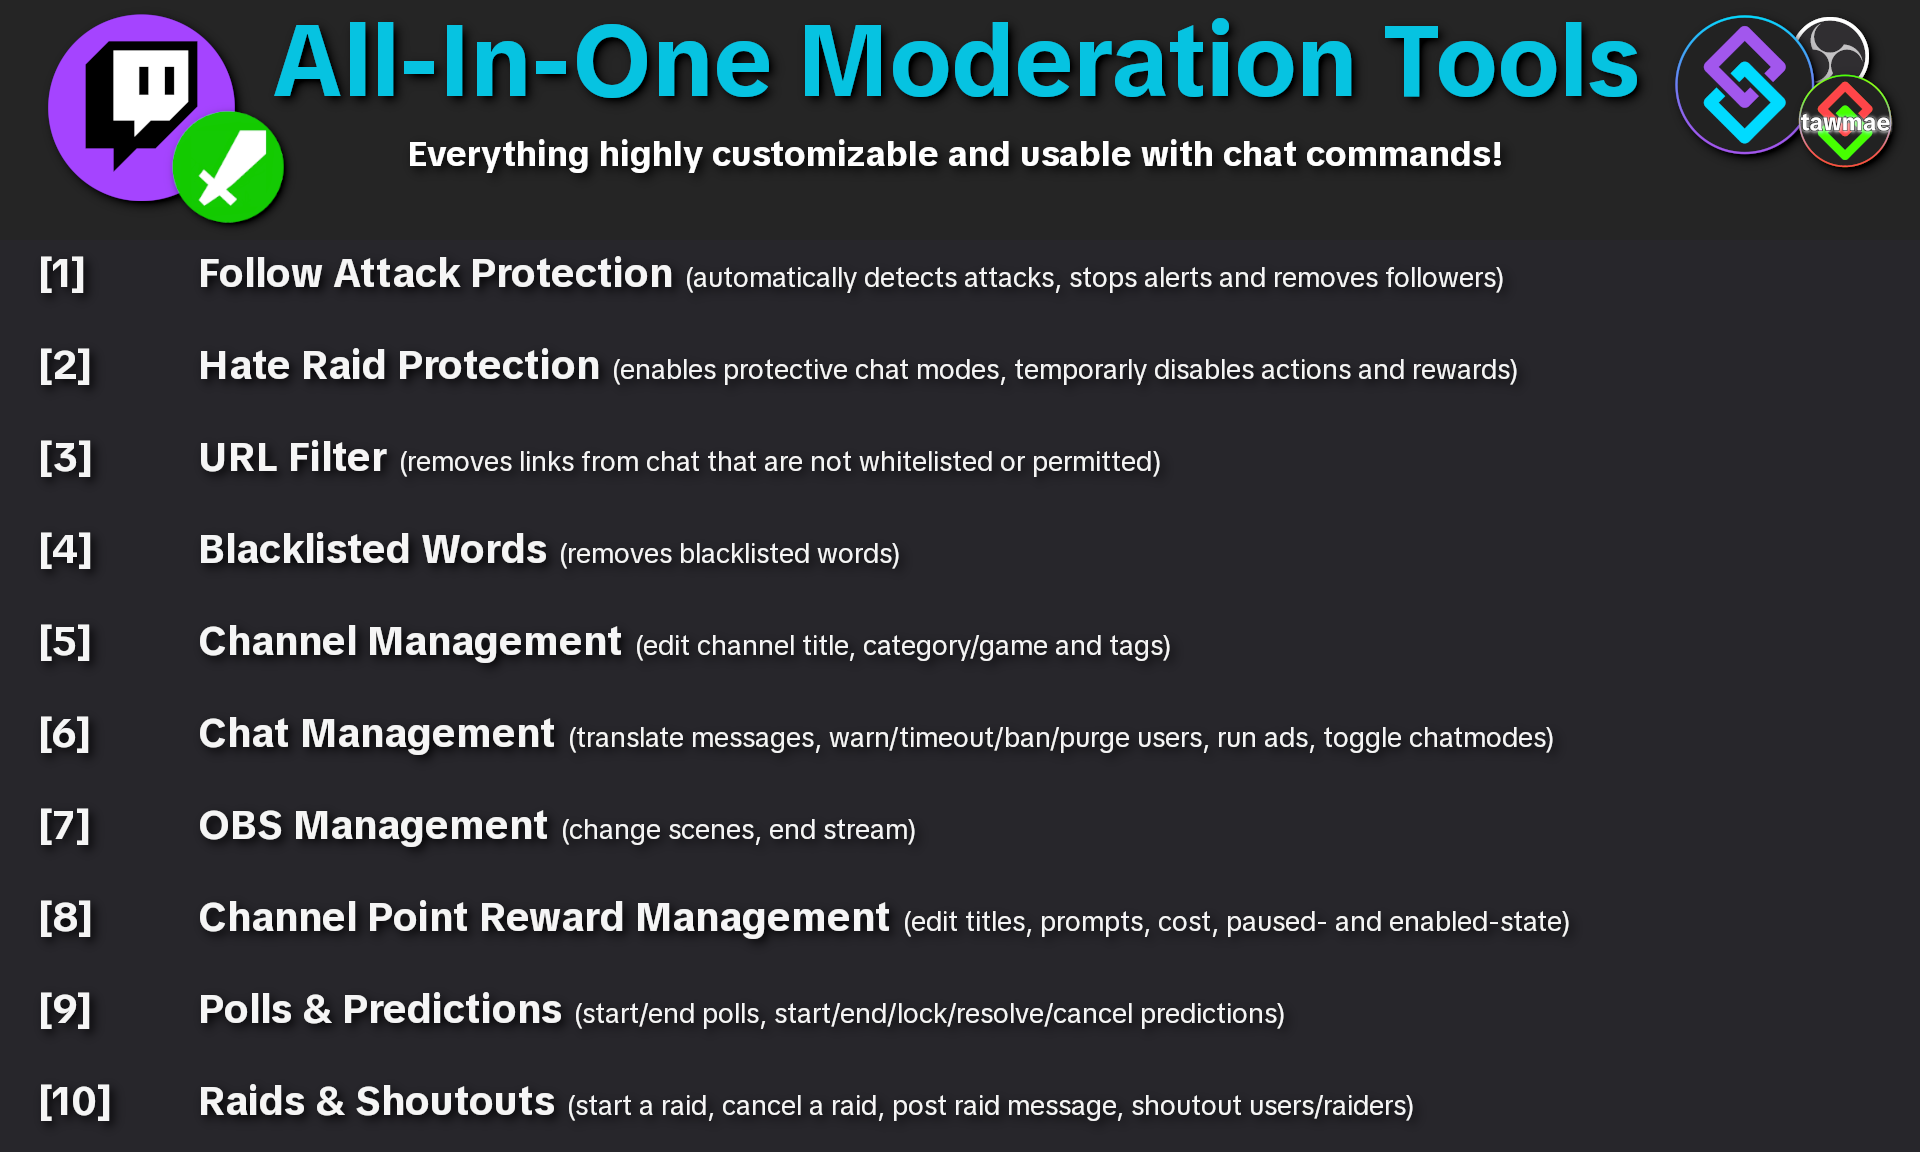 All-In-One Moderation Tools
Everything highly customizable and usable with chat commands!
tawmae
[1] Follow Attack Protection (automatically detects attacks, stops alerts and removes followers)
[2] Hate Raid Protection (enables protective chat modes, temporarly disables actions and rewards)
[3] URL Filter (removes links from chat that are not whitelisted or permitted)
[4] Blacklisted Words (removes blacklisted words)
[5] Channel Management (edit channel title, category/game and tags)
[6] Chat Management (translate messages, warn/timeout/ban/purge users, run ads, toggle chatmodes)
[7] OBS Management (change scenes, end stream)
[8] Channel Point Reward Management (edit titles, prompts, cost, paused- and enabled-state)
[9] Polls & Predictions (start/end polls, start/end/lock/resolve/cancel predictions)
[10] Raids & Shoutouts (start a raid, cancel a raid, post raid message, shoutout users/raiders)